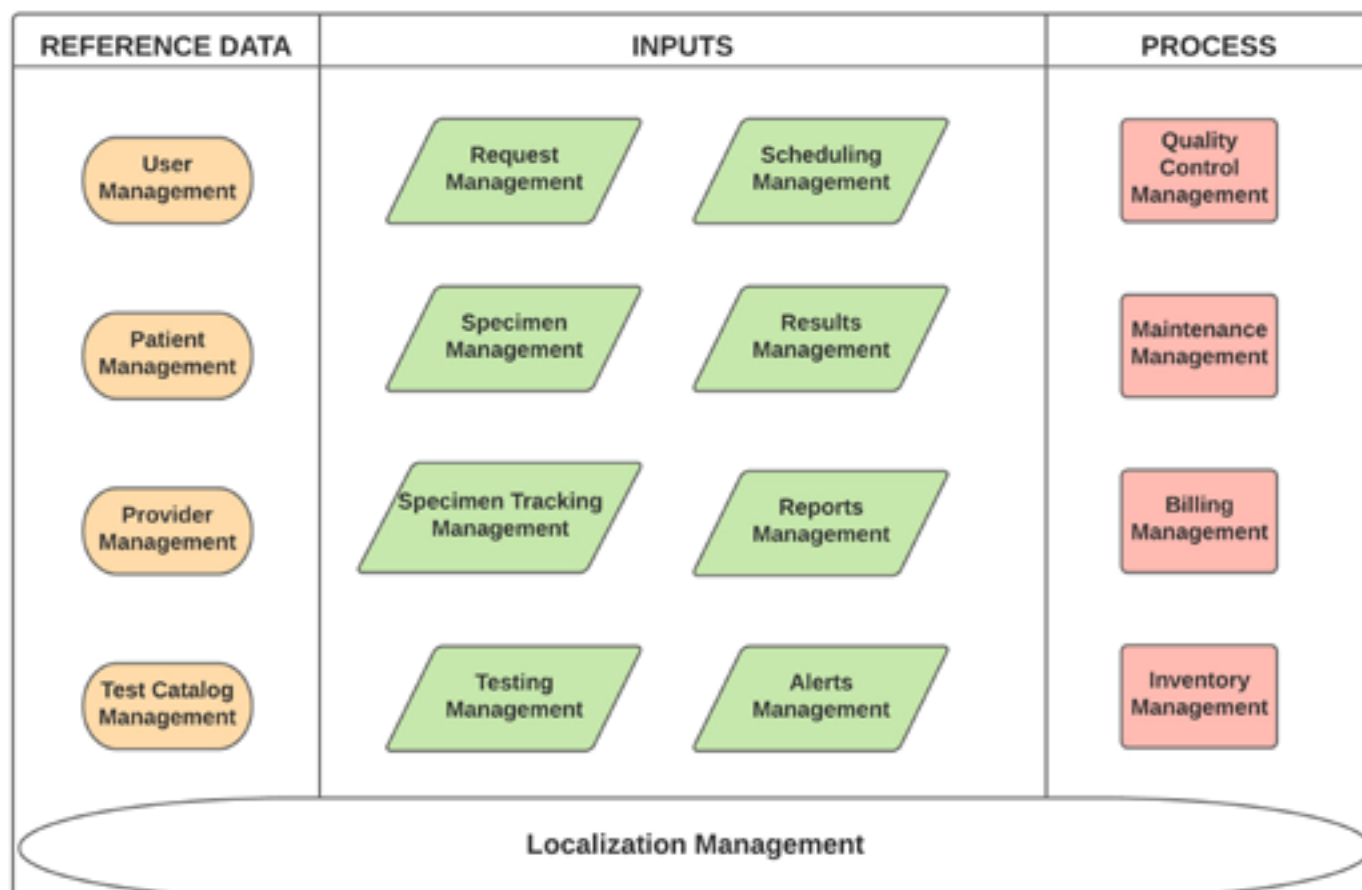 REFERENCE DATA
INPUTS
PROCESS
User
Management
Request
Management
Scheduling
Management
Quality
Control
Management
Patient
Management
Specimen
Management
Results
Management
Maintenance
Management
Provider
Management
Specimen Tracking
Management
Reports
Management
Billing
Management
Test Catalog
Management
Testing
Management
Alerts
Management
Inventory
Management
Localization Management